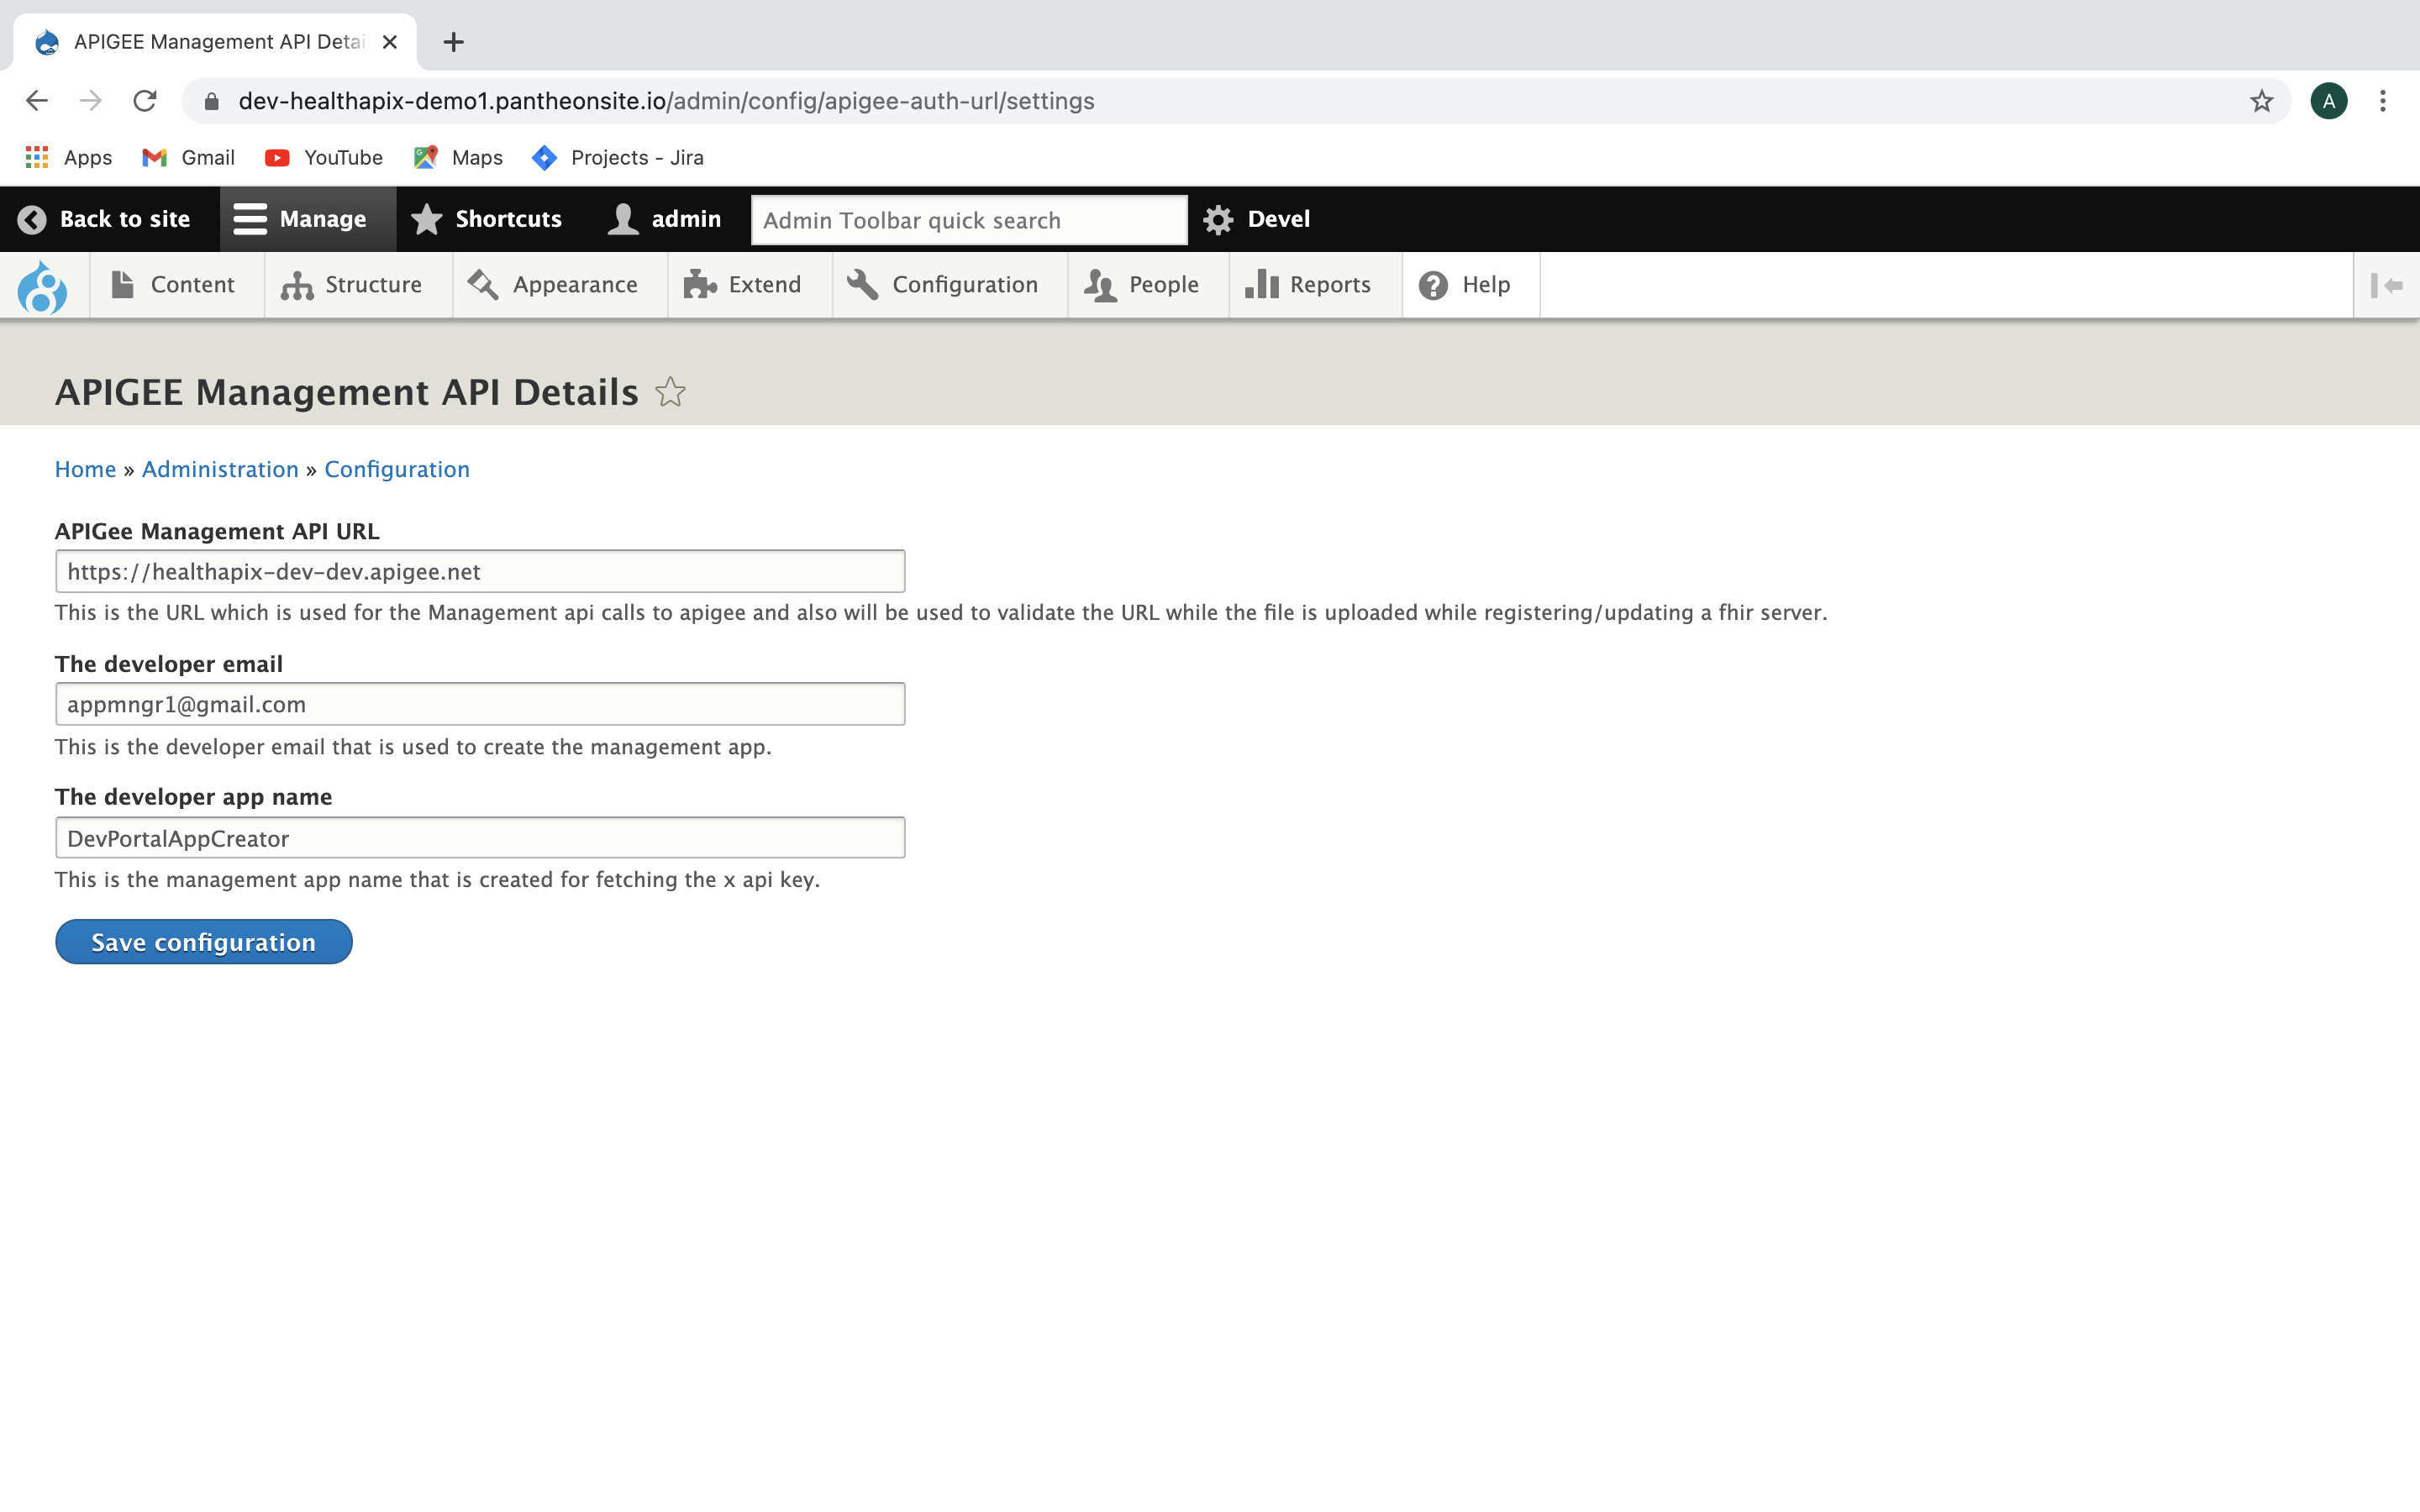 APIGEE Management API Detai
dev-healthapix-demo1.pantheonsite.io/admin/config/apigee-auth-url/settings
A
Apps Gmail YouTube Maps Projects - Jira
Back to site Manage Shortcuts admin Admin Toolbar quick search Devel
Content Structure Appearance Extend Configuration People Reports Help
APIGEE Management API Details
Home » Administration » Configuration
APIGee Management API URL
https://healthapix-dev-dev.apigee.net
This is the URL which is used for the Management api calls to apigee and also will be used to validate the URL while the file is uploaded while registering/updating a fhir server.
The developer email
appmngr1@gmail.com
This is the developer email that is used to create the management app.
The developer app name
DevPortalAppCreator
This is the management app name that is created for fetching the x api key.
Save configuration